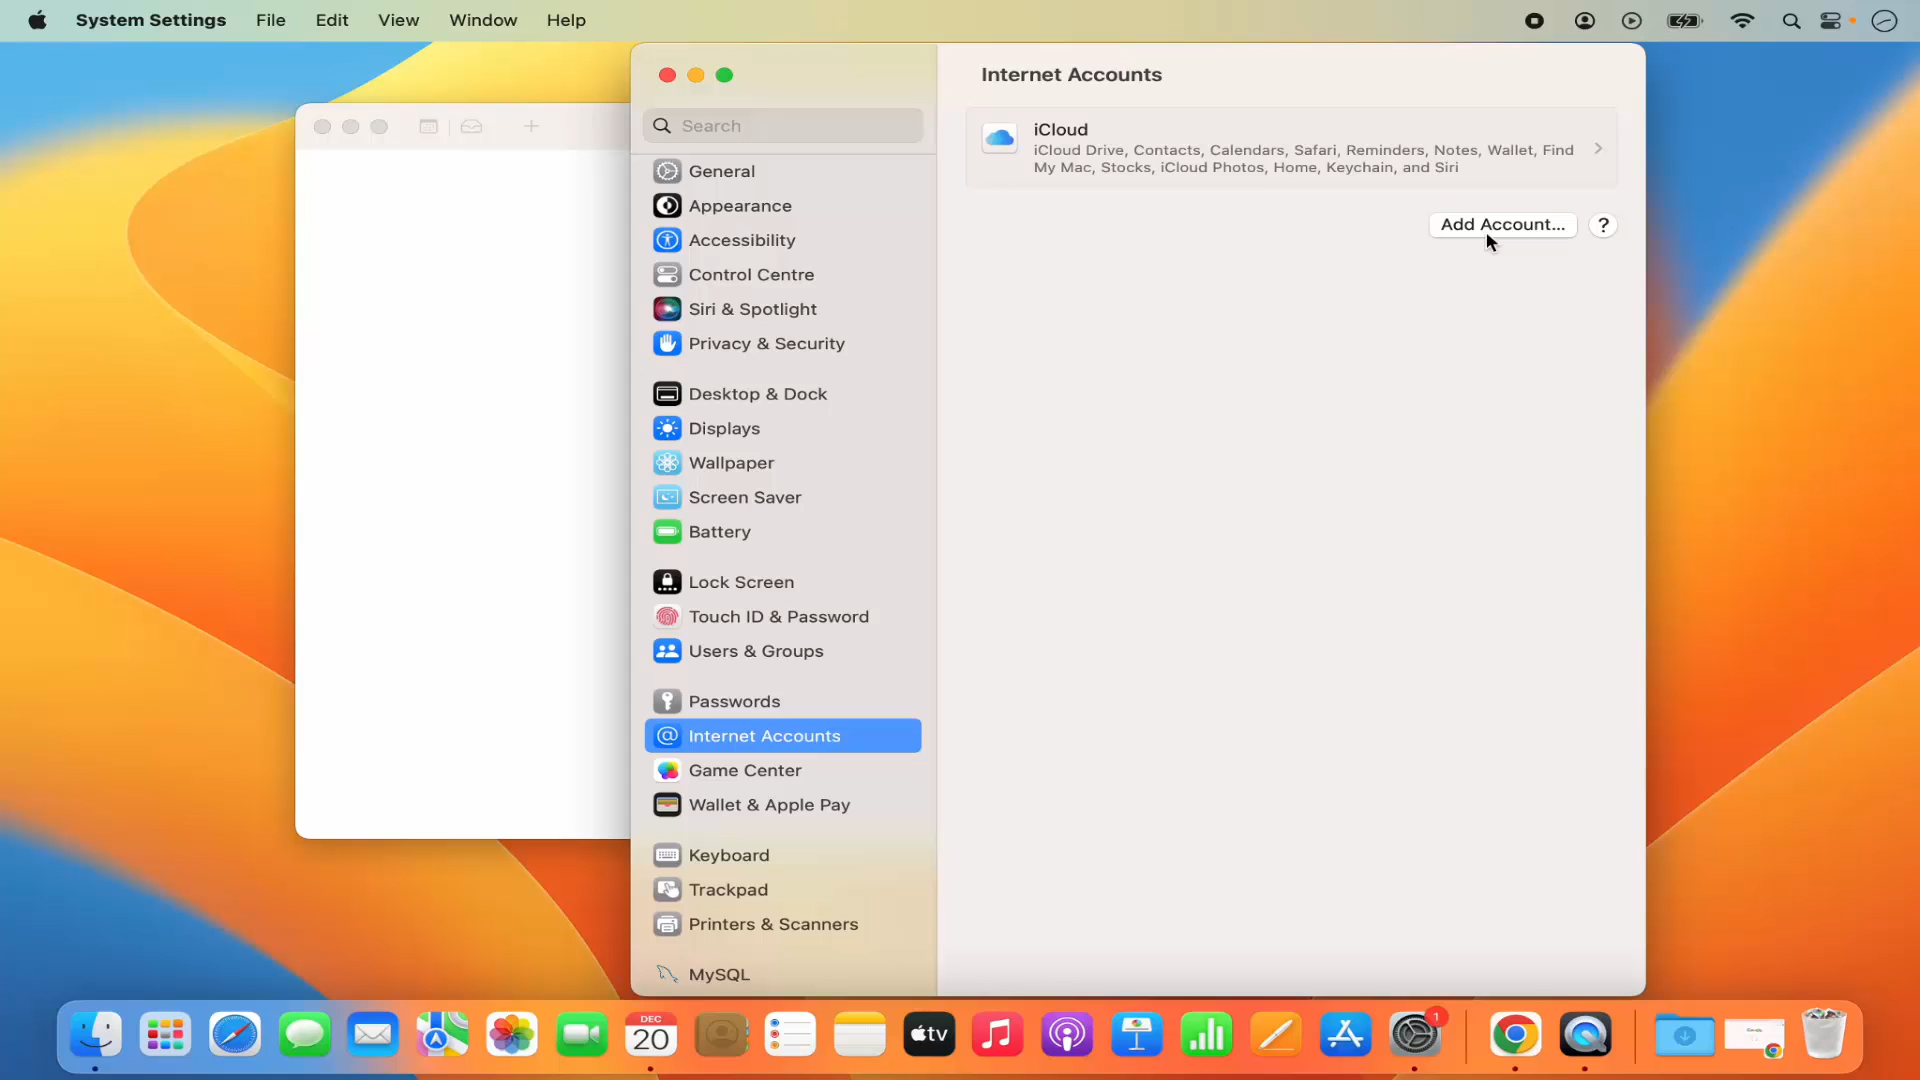 System Settings File Edit View Window Help
Internet Accounts
Search
iCloud
iCloud Drive, Contacts, Calendars, Safari, Reminders, Notes, Wallet, Find
My Mac, Stocks, iCloud Photos, Home, Keychain, and Siri
Add Account... ?
General
Appearance
Accessibility
Control Centre
Siri & Spotlight
Privacy & Security
Desktop & Dock
Displays
Wallpaper
Screen Saver
Battery
Lock Screen
Touch ID & Password
Users & Groups
Passwords
@ Internet Accounts
Game Center
Wallet & Apple Pay
Keyboard
Trackpad
Printers & Scanners
MySQL
DEC
20
tv
1